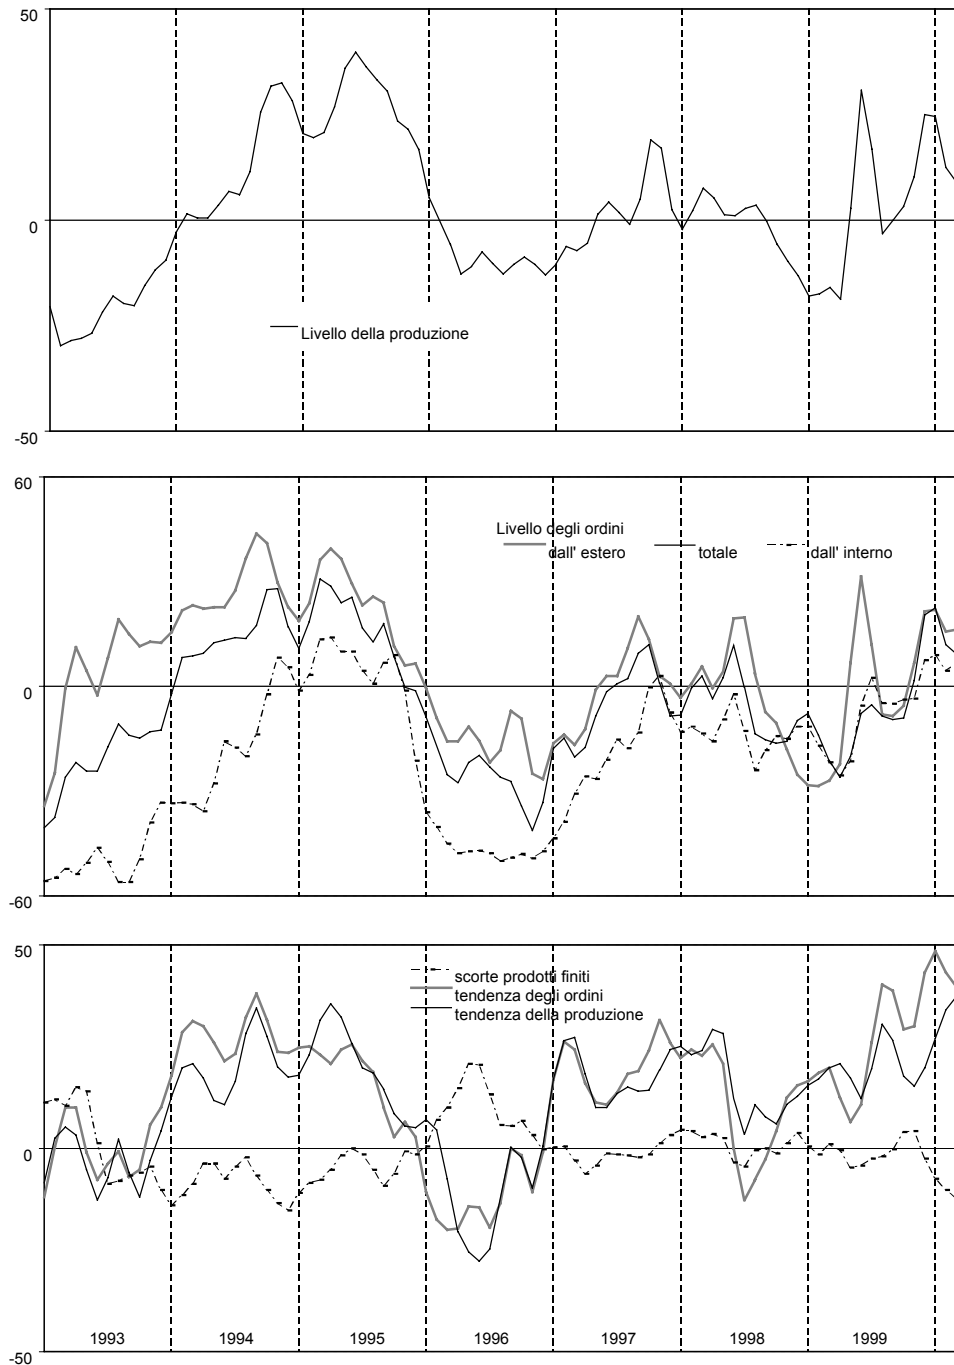 50
0
Livello della produzione
-50
60
Livello degli ordini
dall' estero totale dall' interno
0
-60
50
scorte prodotti finiti
tendenza degli ordini
tendenza della produzione
0
1993 1994 1995 1996 1997 1998 1999
-50